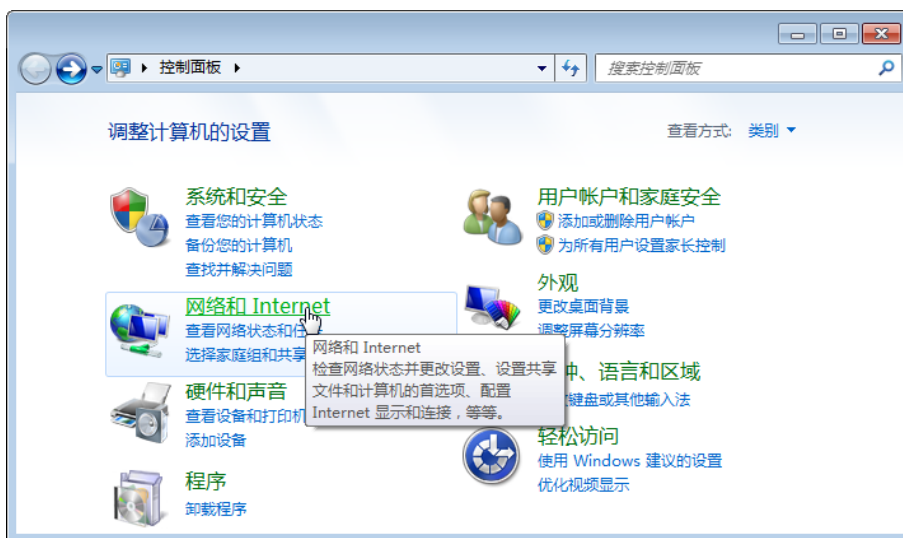 控制面板
搜索控制面板
调整计算机的设置
查看方式: 类别
系统和安全
查看您的计算机状态
备份您的计算机
查找并解决问题
网络和 Internet
查看网络状态和任
选择家庭组和共享
网络和 Internet
检查网络状态并更改设置、设置共享
文件和计算机的首选项、配置
Internet 显示和连接，等等。
硬件和声音
查看设备和打印机
添加设备
程序
卸载程序
用户帐户和家庭安全
添加或删除用户帐户
为所有用户设置家长控制
外观
更改桌面背景
调整屏幕分辨率
钟、语言和区域
键盘或其他输入法
轻松访问
使用 Windows 建议的设置
优化视频显示